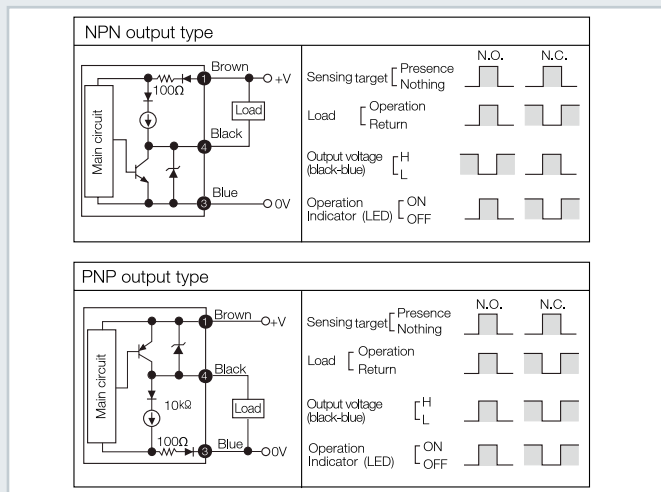 NPN output type
Main circuit
100Ω
1
Brown
+V
Load
Black
4
Blue
3
0V
N.O. N.C.
Sensing target Presence
Nothing
Load Operation
Return
Output voltage
(black-blue) H
L
Operation
Indicator (LED) ON
OFF
PNP output type
Main circuit
1
Brown
+V
4
Black
10kΩ
Load
100Ω
3
Blue
0V
N.O. N.C.
Sensing target Presence
Nothing
Load Operation
Return
Output voltage
(black-blue) H
L
Operation
Indicator (LED) ON
OFF